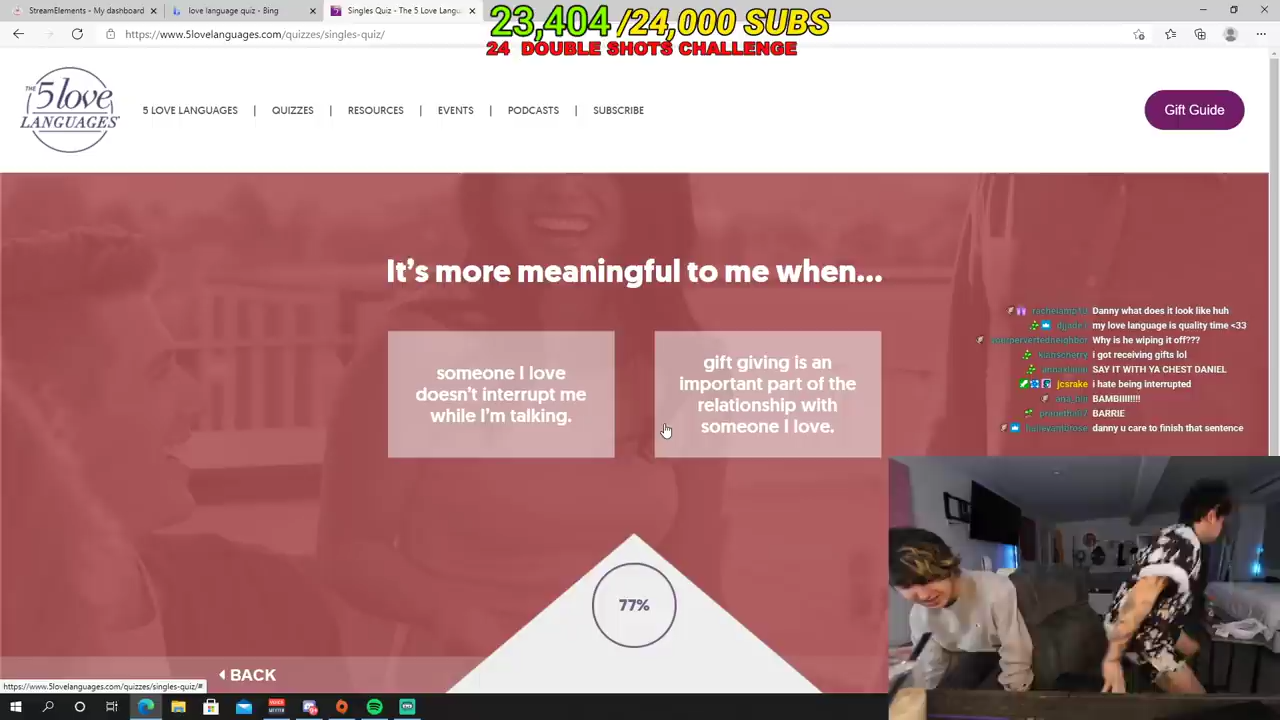 StreamElements - My dashboard
love language quiz - Bing
Singles Quiz - The 5 Love Langua
23,404 /24,000 SUBS
24 DOUBLE SHOTS CHALLENGE
https://www.5lovelanguages.com/quizzes/singles-quiz/
THE 5 love LANGUAGES
5 LOVE LANGUAGES | QUIZZES | RESOURCES | EVENTS | PODCASTS | SUBSCRIBE
Gift Guide
It's more meaningful to me when...
someone I love
doesn't interrupt me
while I'm talking.
gift giving is an
important part of the
relationship with
someone I love.
Danny what does it look like huh
my love language is quality time <33
Why is he wiping it off???
i got receiving gifts lol
SAY IT WITH YA CHEST DANIEL
jcsrake i hate being interrupted
BAMBIIII!!!!
BARRIE
danny u care to finish that sentence
77%
BACK
https://www.5lovelanguages.com/quizzes/singles-quiz/#